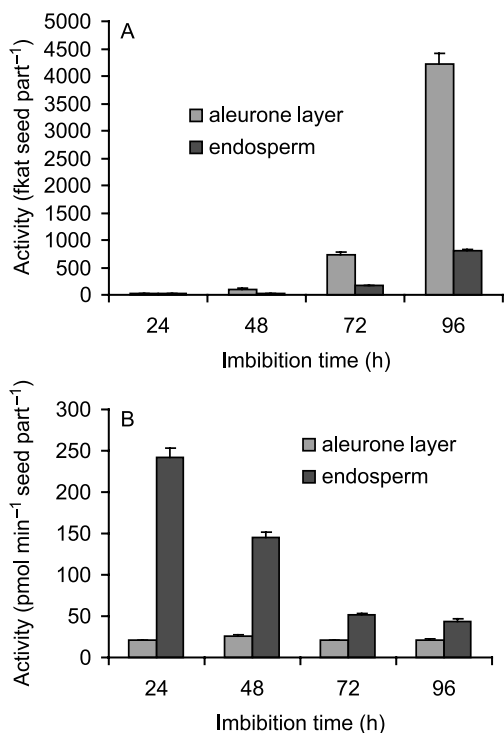 A
5000
4500
4000
3500
3000
2500
2000
1500
1000
500
0
Activity (fkat seed part⁻¹)
aleurone layer
endosperm
24 48 72 96
Imbibition time (h)
B
300
250
200
150
100
50
0
Activity (pmol min⁻¹ seed part⁻¹)
aleurone layer
endosperm
24 48 72 96
Imbibition time (h)